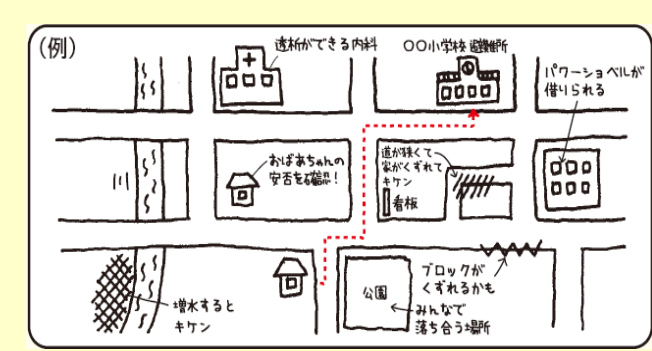 (例)
透析ができる内科
〇〇小学校 避難所
パワーショベルが
借りられる
川
おばあちゃんの
安否を確認！
道が狭くて
家がくずれて
キケン
看板
増水すると
キケン
公園
ブロックが
くずれるかも
みんなで
落ち合う場所